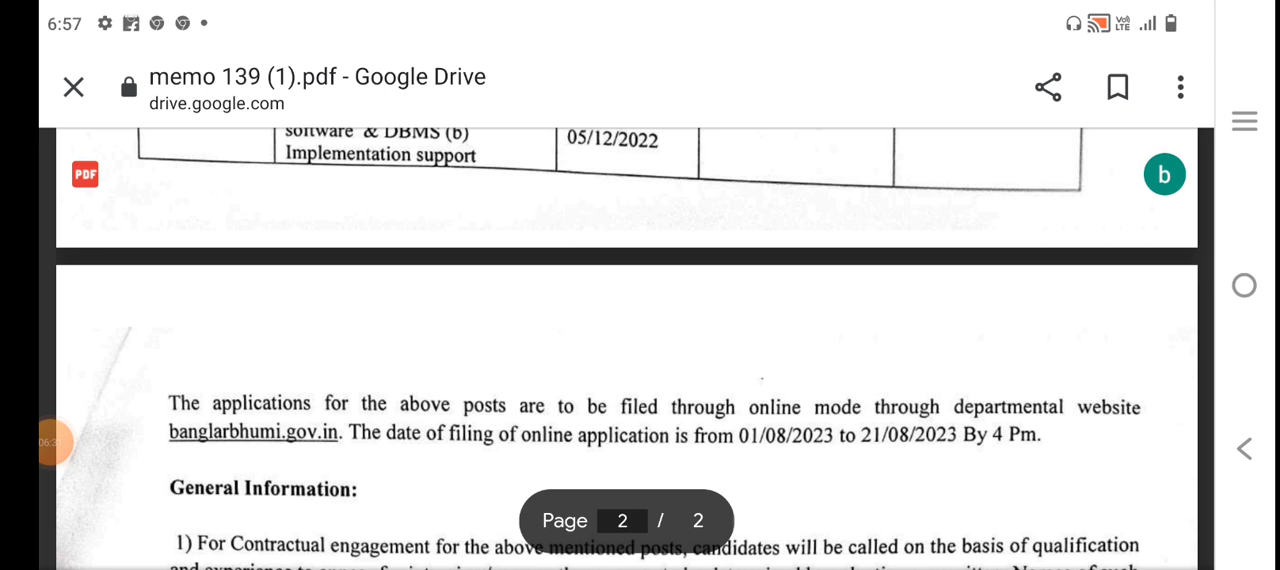 6:57
VoI) LTE
memo 139 (1).pdf - Google Drive
drive.google.com
software & DBMS (b)
Implementation support
05/12/2022
PDF
b
The applications for the above posts are to be filed through online mode through departmental website
banglarbhumi.gov.in. The date of filing of online application is from 01/08/2023 to 21/08/2023 By 4 Pm.
06:3
General Information:
Page 2 / 2
1) For Contractual engagement for the above mentioned posts, candidates will be called on the basis of qualification